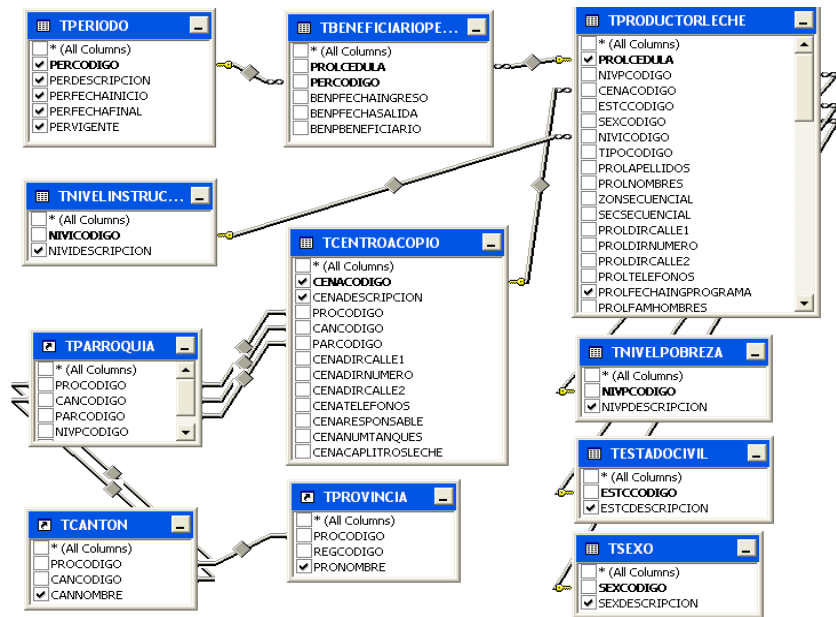 TPERIODO
* (All Columns)
PERCODIGO
PERDESCRIPCION
PERFECHAINICIO
PERFECHAFINAL
PERVIGENTE
TBENEFICIARIOPE...
* (All Columns)
PROLCEDULA
PERCODIGO
BENPFECHAINGRESO
BENPFECHASALIDA
BENPBENEFICIARIO
TPRODUCTORLECHE
* (All Columns)
PROLCEDULA
NIVPCODIGO
CENACODIGO
ESTCCODIGO
SEXCODIGO
NIVICODIGO
TIPOCODIGO
PROLAPELLIDOS
PROLNOMBRES
ZONSECUENCIAL
SECSECUENCIAL
PROLDIRCALLE1
PROLDIRNUMERO
PROLDIRCALLE2
PROLTELEFONOS
PROLFECHAINGPROGRAMA
PROLFAMHOMBRES
TNIVELINSTRUC...
* (All Columns)
NIVICODIGO
NIVIDESCRIPCION
TCENTROACOPIO
* (All Columns)
CENACODIGO
CENADESCRIPCION
PROCODIGO
CANCODIGO
PARCODIGO
CENADIRCALLE1
CENADIRNUMERO
CENADIRCALLE2
CENATELEFONOS
CENARESPONSABLE
CENANUMTANQUES
CENACAPLITROSLECHE
TPARROQUIA
* (All Columns)
PROCODIGO
CANCODIGO
PARCODIGO
NIVPCODIGO
TNIVELPOBREZA
* (All Columns)
NIVPCODIGO
NIVPDESCRIPCION
TESTADOCIVIL
* (All Columns)
ESTCCODIGO
ESTCDESCRIPCION
TCANTON
* (All Columns)
PROCODIGO
CANCODIGO
CANNOMBRE
TPROVINCIA
* (All Columns)
PROCODIGO
REGCODIGO
PRONOMBRE
TSEXO
* (All Columns)
SEXCODIGO
SEXDESCRIPCION